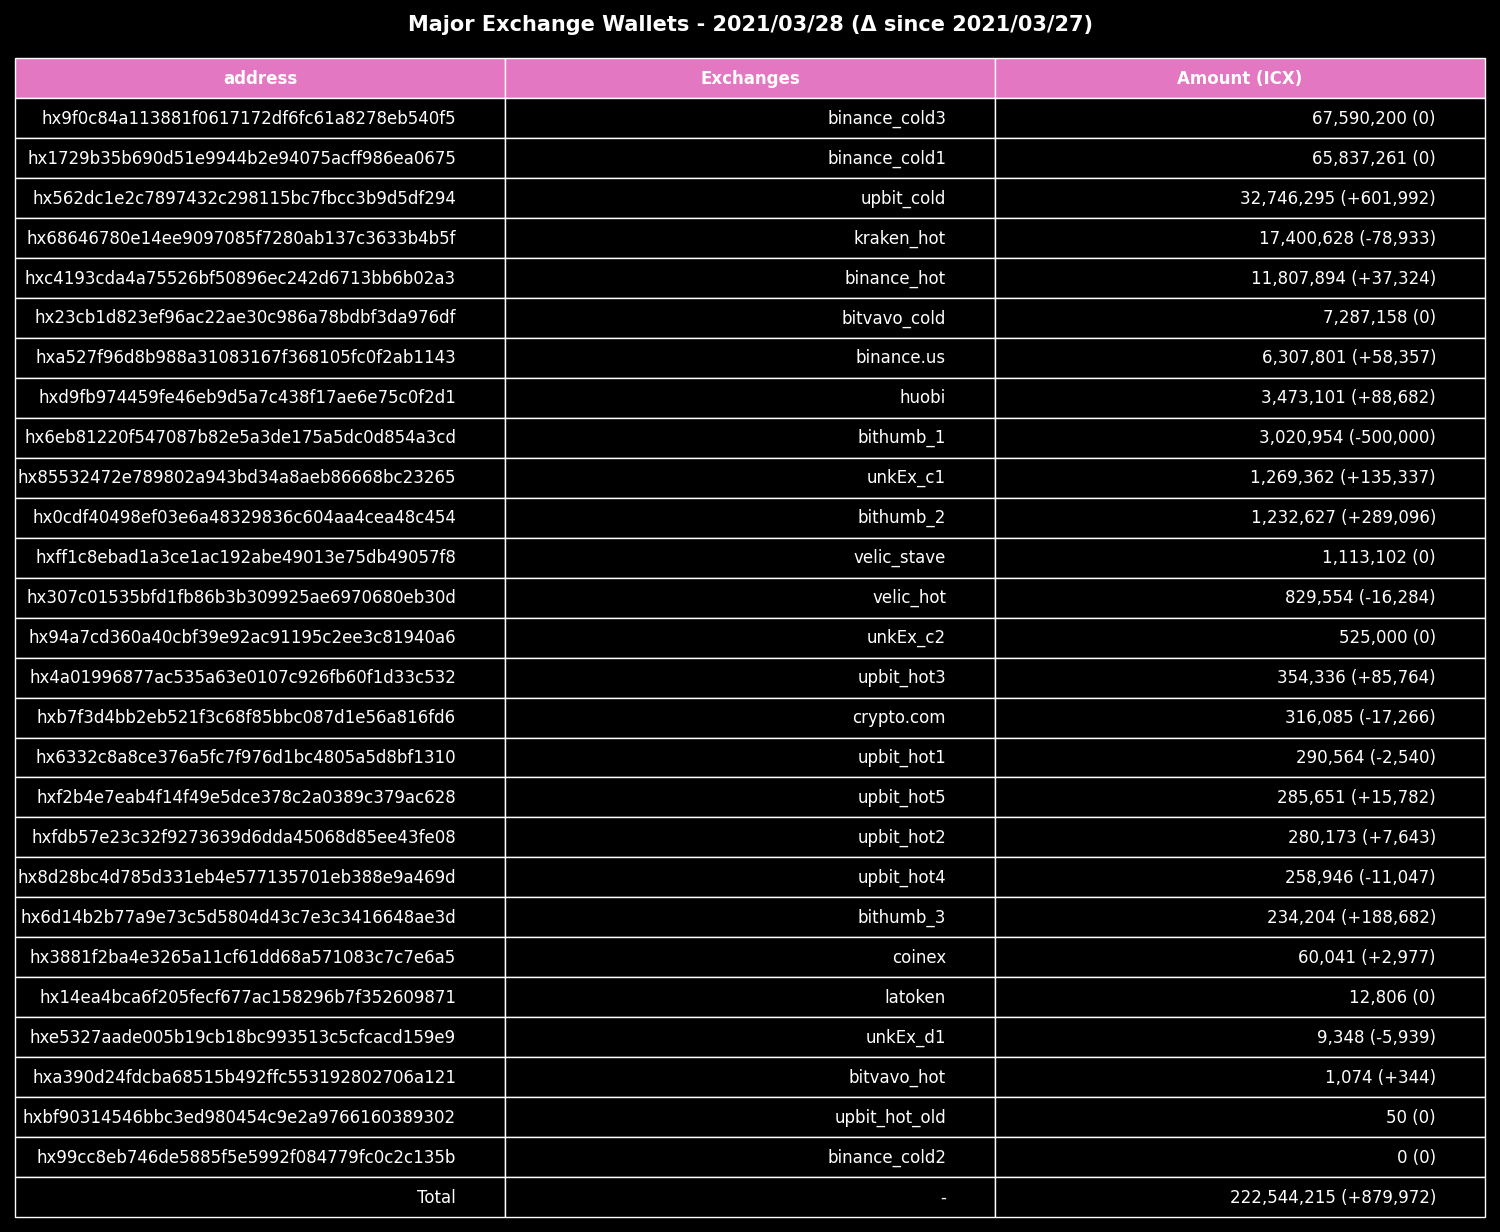 Major Exchange Wallets - 2021/03/28 (Δ since 2021/03/27)
address Exchanges Amount (ICX)
hx9f0c84a113881f0617172df6fc61a8278eb540f5 binance_cold3 67,590,200 (0)
hx1729b35b690d51e9944b2e94075acff986ea0675 binance_cold1 65,837,261 (0)
hx562dc1e2c7897432c298115bc7fbcc3b9d5df294 upbit_cold 32,746,295 (+601,992)
hx68646780e14ee9097085f7280ab137c3633b4b5f kraken_hot 17,400,628 (-78,933)
hxc4193cda4a75526bf50896ec242d6713bb6b02a3 binance_hot 11,807,894 (+37,324)
hx23cb1d823ef96ac22ae30c986a78bdbf3da976df bitvavo_cold 7,287,158 (0)
hxa527f96d8b988a31083167f368105fc0f2ab1143 binance.us 6,307,801 (+58,357)
hxd9fb974459fe46eb9d5a7c438f17ae6e75c0f2d1 huobi 3,473,101 (+88,682)
hx6eb81220f547087b82e5a3de175a5dc0d854a3cd bithumb_1 3,020,954 (-500,000)
hx85532472e789802a943bd34a8aeb86668bc23265 unkEx_c1 1,269,362 (+135,337)
hx0cdf40498ef03e6a48329836c604aa4cea48c454 bithumb_2 1,232,627 (+289,096)
hxff1c8ebad1a3ce1ac192abe49013e75db49057f8 velic_stave 1,113,102 (0)
hx307c01535bfd1fb86b3b309925ae6970680eb30d velic_hot 829,554 (-16,284)
hx94a7cd360a40cbf39e92ac91195c2ee3c81940a6 unkEx_c2 525,000 (0)
hx4a01996877ac535a63e0107c926fb60f1d33c532 upbit_hot3 354,336 (+85,764)
hxb7f3d4bb2eb521f3c68f85bbc087d1e56a816fd6 crypto.com 316,085 (-17,266)
hx6332c8a8ce376a5fc7f976d1bc4805a5d8bf1310 upbit_hot1 290,564 (-2,540)
hxf2b4e7eab4f14f49e5dce378c2a0389c379ac628 upbit_hot5 285,651 (+15,782)
hxfdb57e23c32f9273639d6dda45068d85ee43fe08 upbit_hot2 280,173 (+7,643)
hx8d28bc4d785d331eb4e577135701eb388e9a469d upbit_hot4 258,946 (-11,047)
hx6d14b2b77a9e73c5d5804d43c7e3c3416648ae3d bithumb_3 234,204 (+188,682)
hx3881f2ba4e3265a11cf61dd68a571083c7c7e6a5 coinex 60,041 (+2,977)
hx14ea4bca6f205fecf677ac158296b7f352609871 latoken 12,806 (0)
hxe5327aade005b19cb18bc993513c5cfcacd159e9 unkEx_d1 9,348 (-5,939)
hxa390d24fdcba68515b492ffc553192802706a121 bitvavo_hot 1,074 (+344)
hxbf90314546bbc3ed980454c9e2a9766160389302 upbit_hot_old 50 (0)
hx99cc8eb746de5885f5e5992f084779fc0c2c135b binance_cold2 0 (0)
Total - 222,544,215 (+879,972)